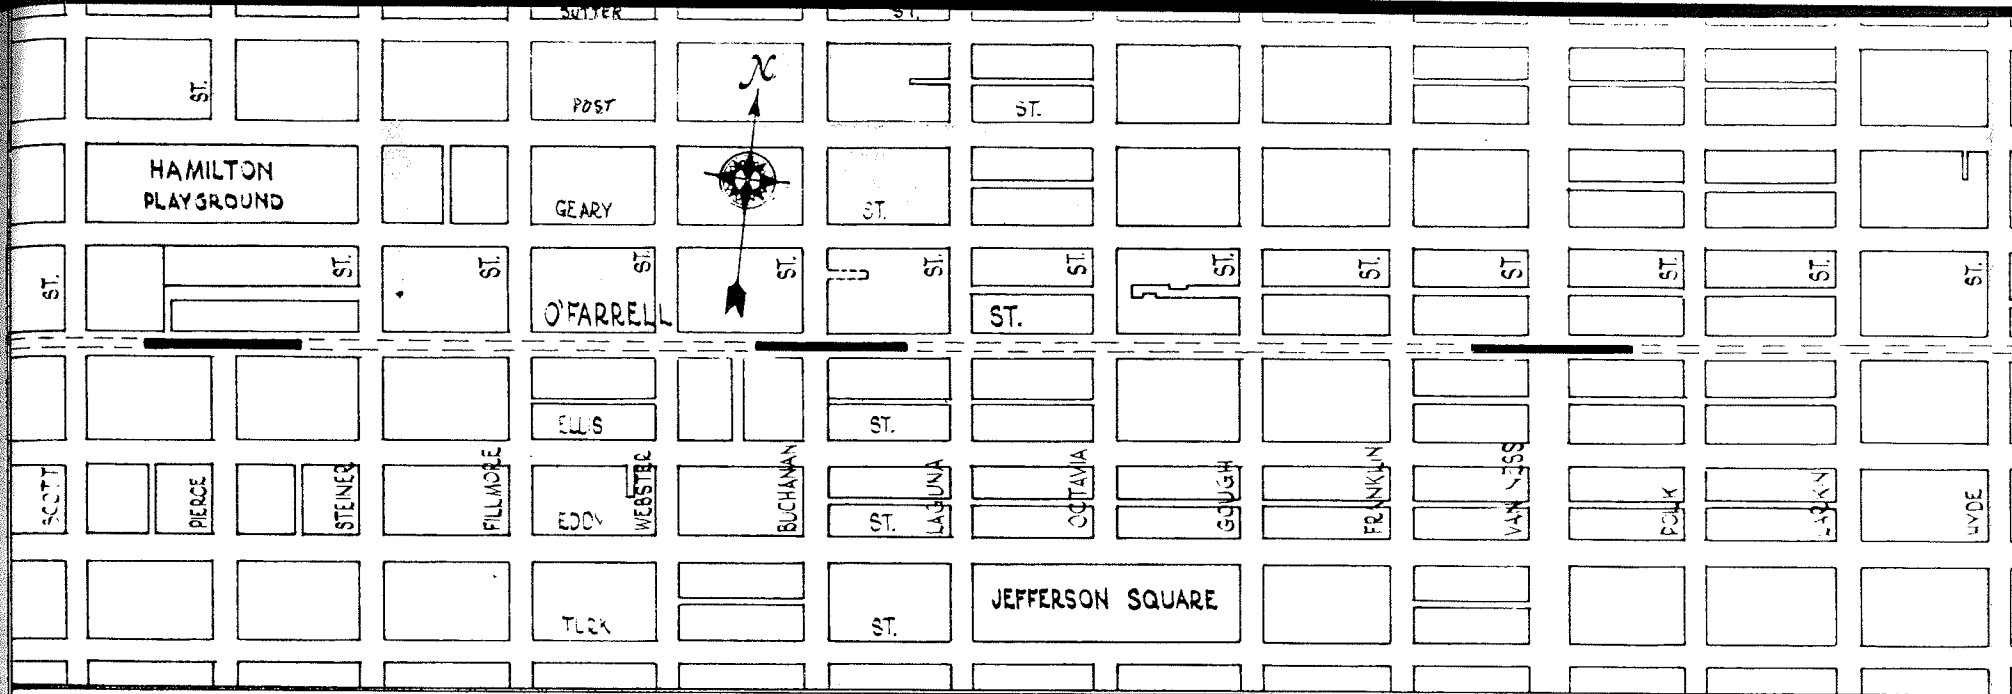 SUTTER ST.
N
ST.
POST ST.
HAMILTON
PLAYGROUND
GEARY ST.
ST. ST. ST. ST. ST. ST. ST. ST. ST. ST. ST. ST. ST.
O'FARRELL ST.
ELLIS ST.
SCOTT PIERCE STEINER FILLMORE WEBSTER BUCHANAN LAGUNA OCTAVIA GOUGH FRANKLIN VAN NESS POLK LARKIN HYDE
EDDY ST.
JEFFERSON SQUARE
TURK ST.